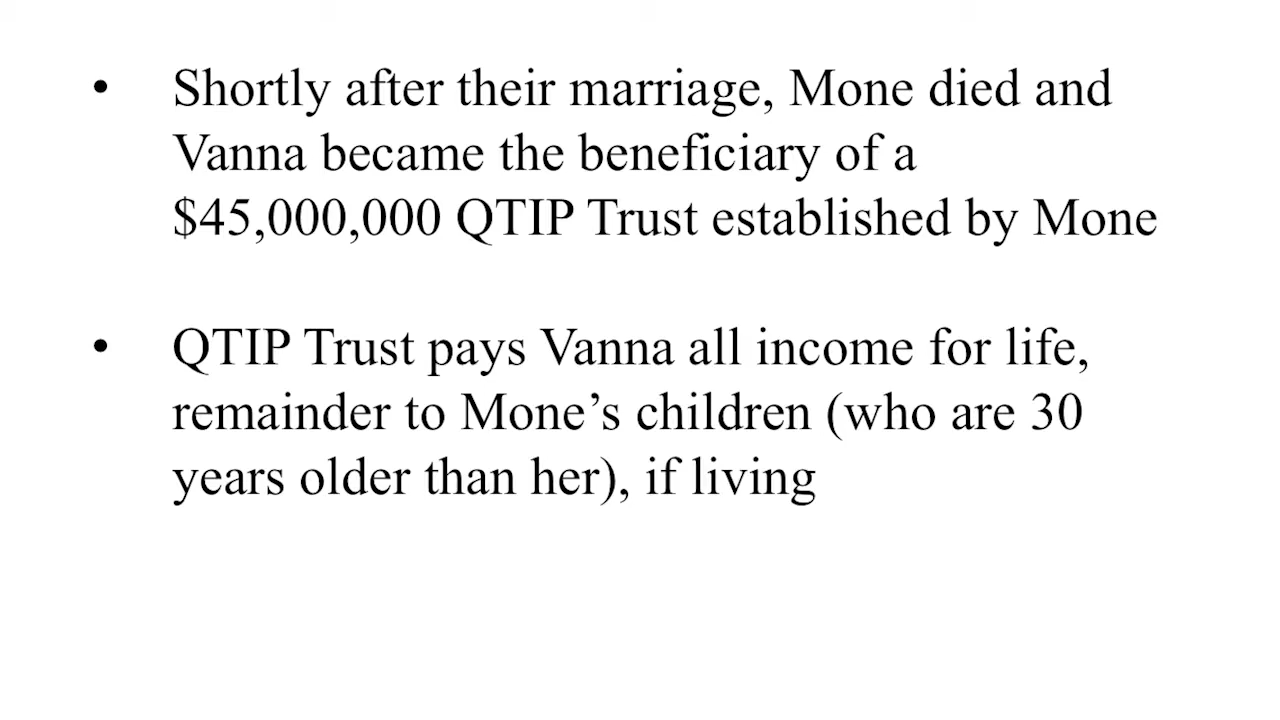 • Shortly after their marriage, Mone died and
Vanna became the beneficiary of a
$45,000,000 QTIP Trust established by Mone
• QTIP Trust pays Vanna all income for life,
remainder to Mone’s children (who are 30
years older than her), if living